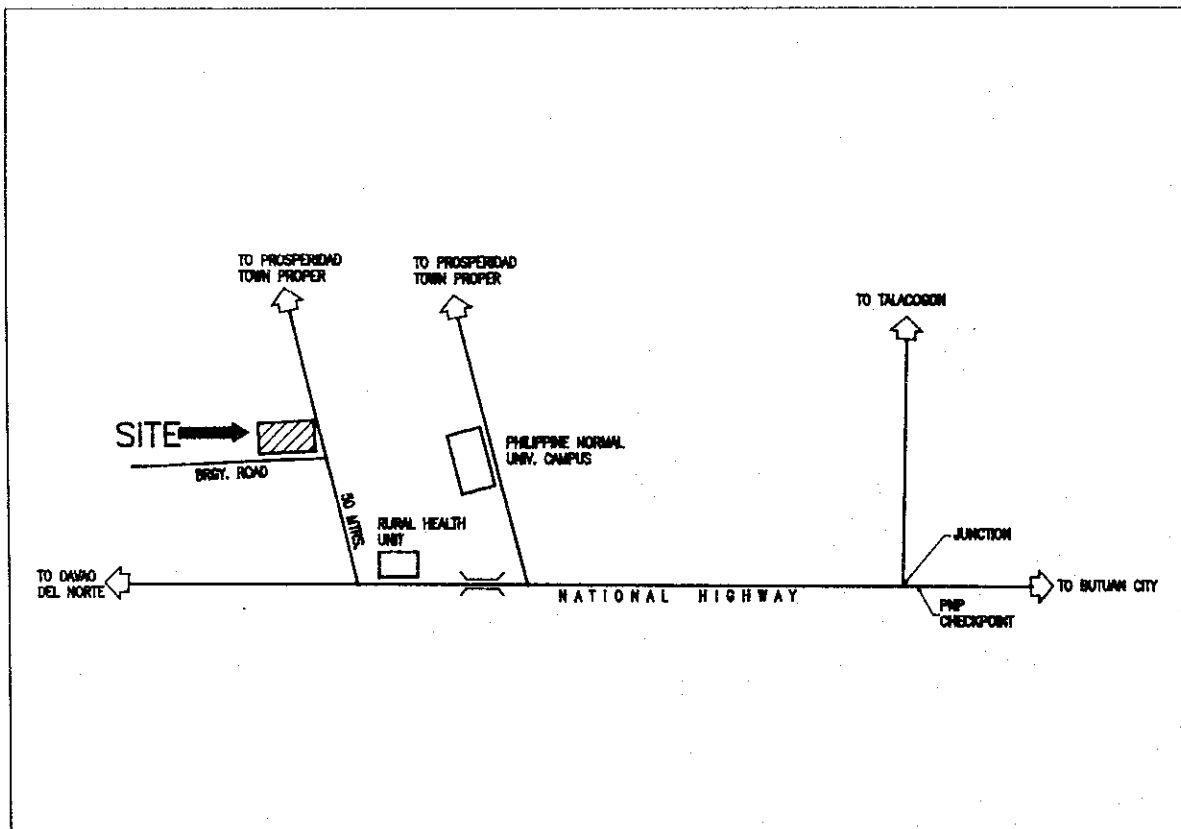 TO PROSPERIDAD
TOWN PROPER
TO PROSPERIDAD
TOWN PROPER
TO TALACOGON
SITE
BRGY. ROAD
PHILIPPINE NORMAL
UNIV. CAMPUS
50 MTRS.
RURAL HEALTH
UNIT
JUNCTION
TO DAVAO
DEL NORTE
NATIONAL HIGHWAY
TO BUTUAN CITY
PNP
CHECKPOINT